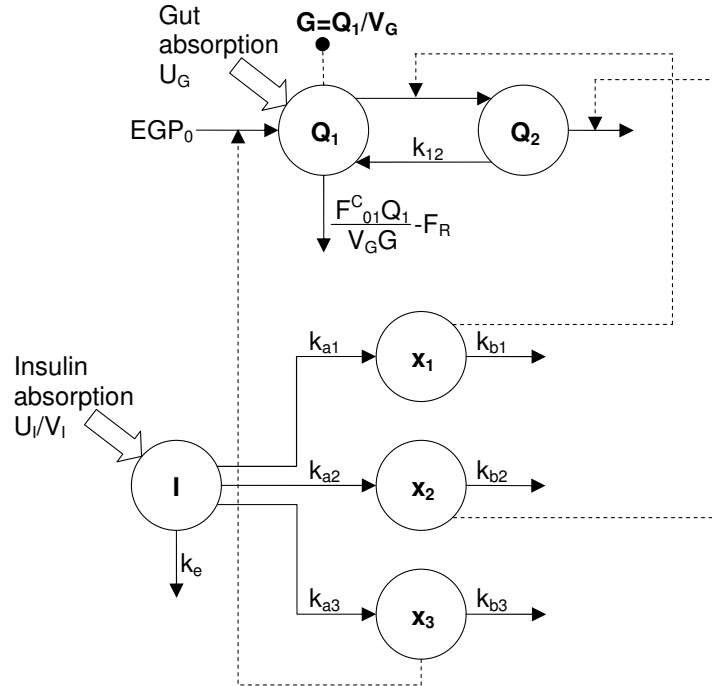 Gut
absorption
U_G
G=Q_1/V_G
EGP_0
Q_1
Q_2
k_12
F^C_01Q_1
V_GG
-F_R
Insulin
absorption
U_I/V_I
I
k_e
k_a1
x_1
k_b1
k_a2
x_2
k_b2
k_a3
x_3
k_b3